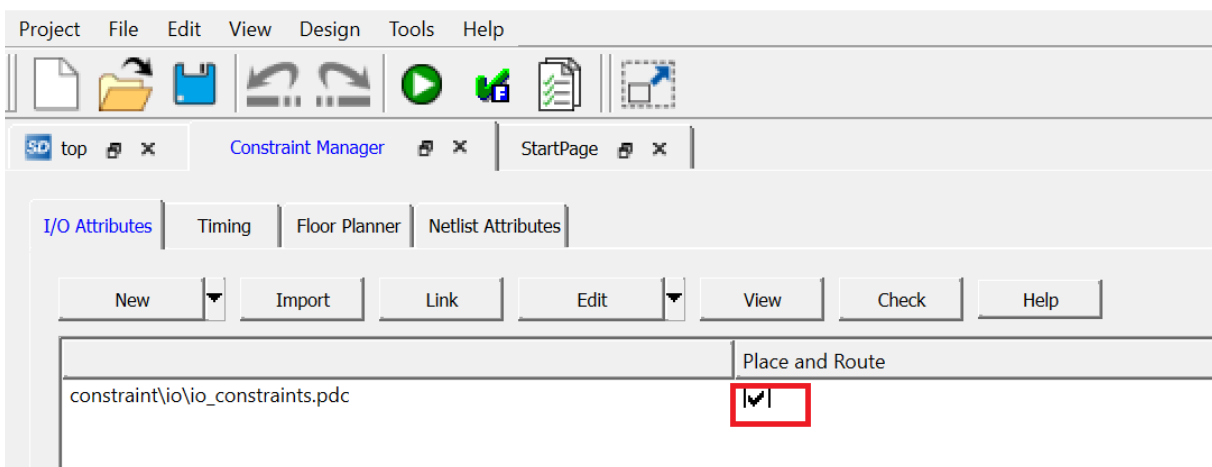 Project File Edit View Design Tools Help
F
SD top Constraint Manager StartPage
I/O Attributes Timing Floor Planner Netlist Attributes
New Import Link Edit View Check Help
Place and Route
constraint\io\io_constraints.pdc